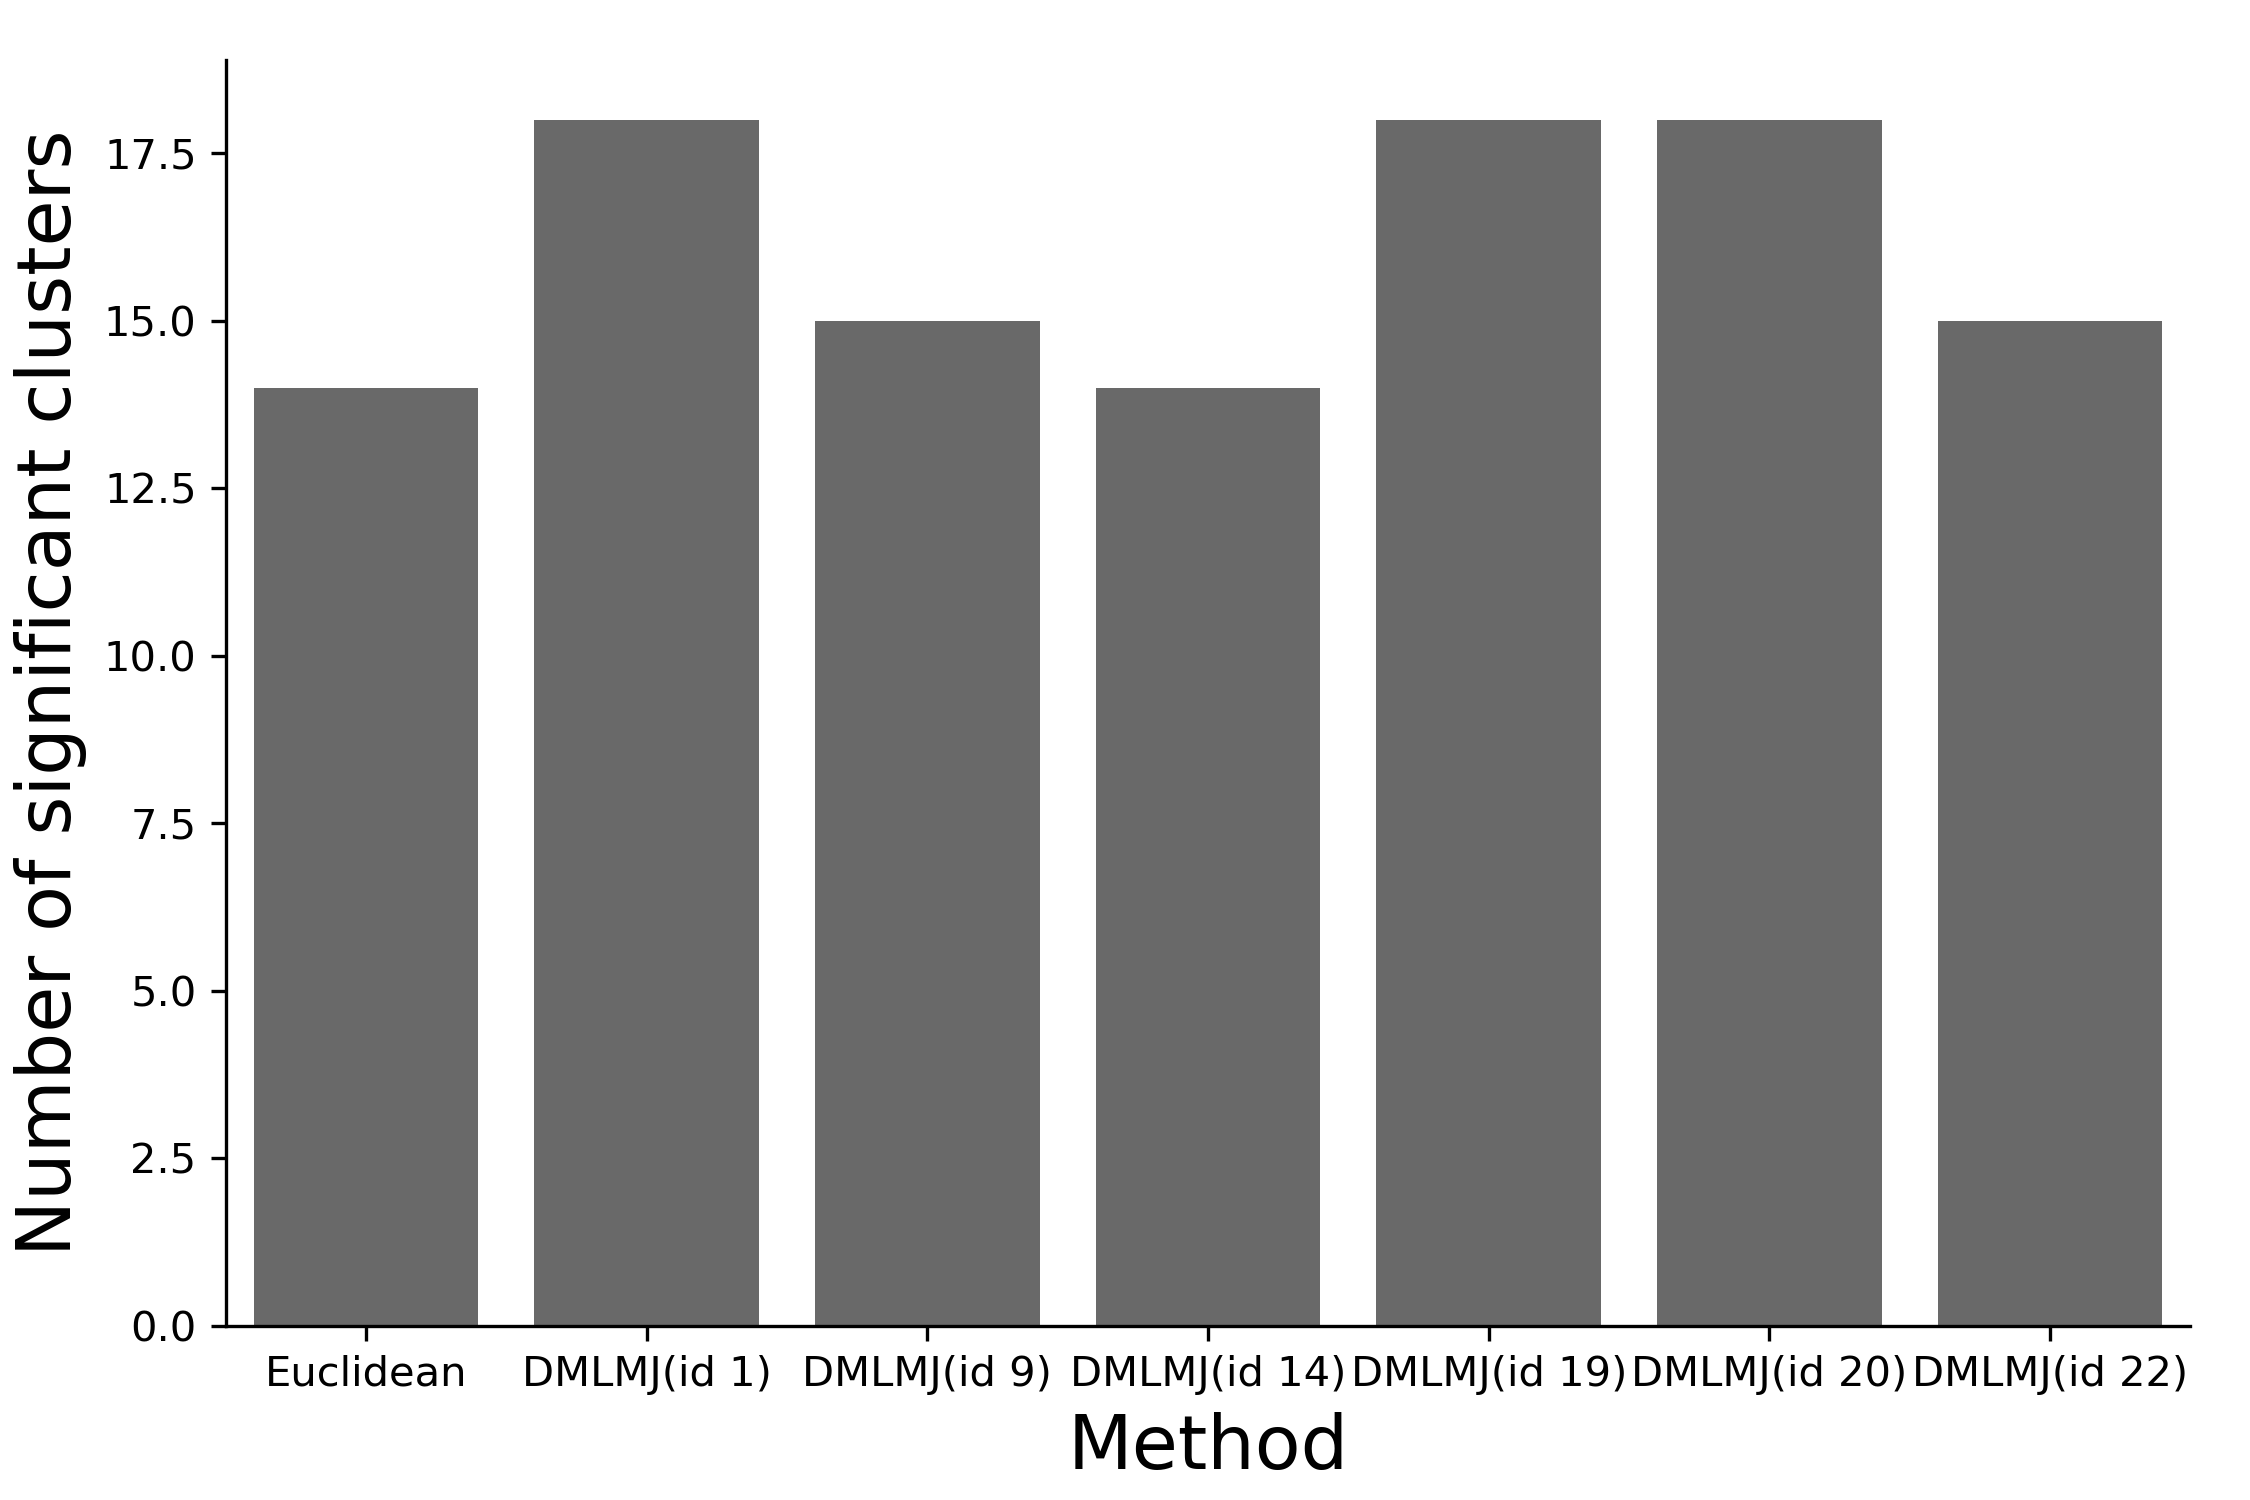 Number of significant clusters
17.5
15.0
12.5
10.0
7.5
5.0
2.5
0.0
Euclidean DMLMJ(id 1) DMLMJ(id 9) DMLMJ(id 14) DMLMJ(id 19) DMLMJ(id 20) DMLMJ(id 22)
Method